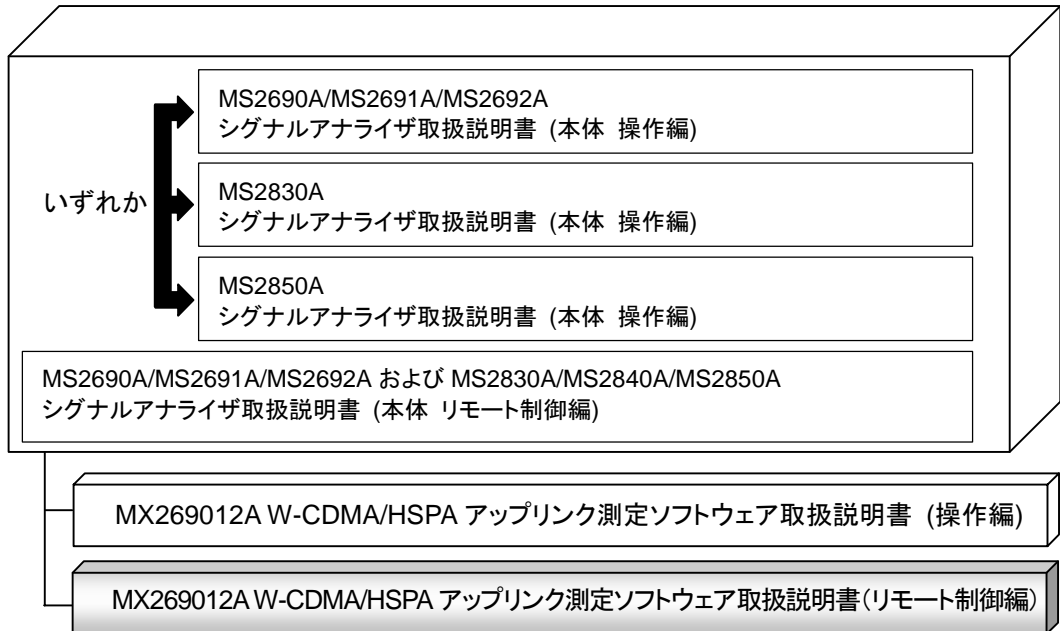 MS2690A/MS2691A/MS2692A
シグナルアナライザ取扱説明書 (本体 操作編)
いずれか
MS2830A
シグナルアナライザ取扱説明書 (本体 操作編)
MS2850A
シグナルアナライザ取扱説明書 (本体 操作編)
MS2690A/MS2691A/MS2692A および MS2830A/MS2840A/MS2850A
シグナルアナライザ取扱説明書 (本体 リモート制御編)
MX269012A W-CDMA/HSPA アップリンク測定ソフトウェア取扱説明書 (操作編)
MX269012A W-CDMA/HSPA アップリンク測定ソフトウェア取扱説明書(リモート制御編)